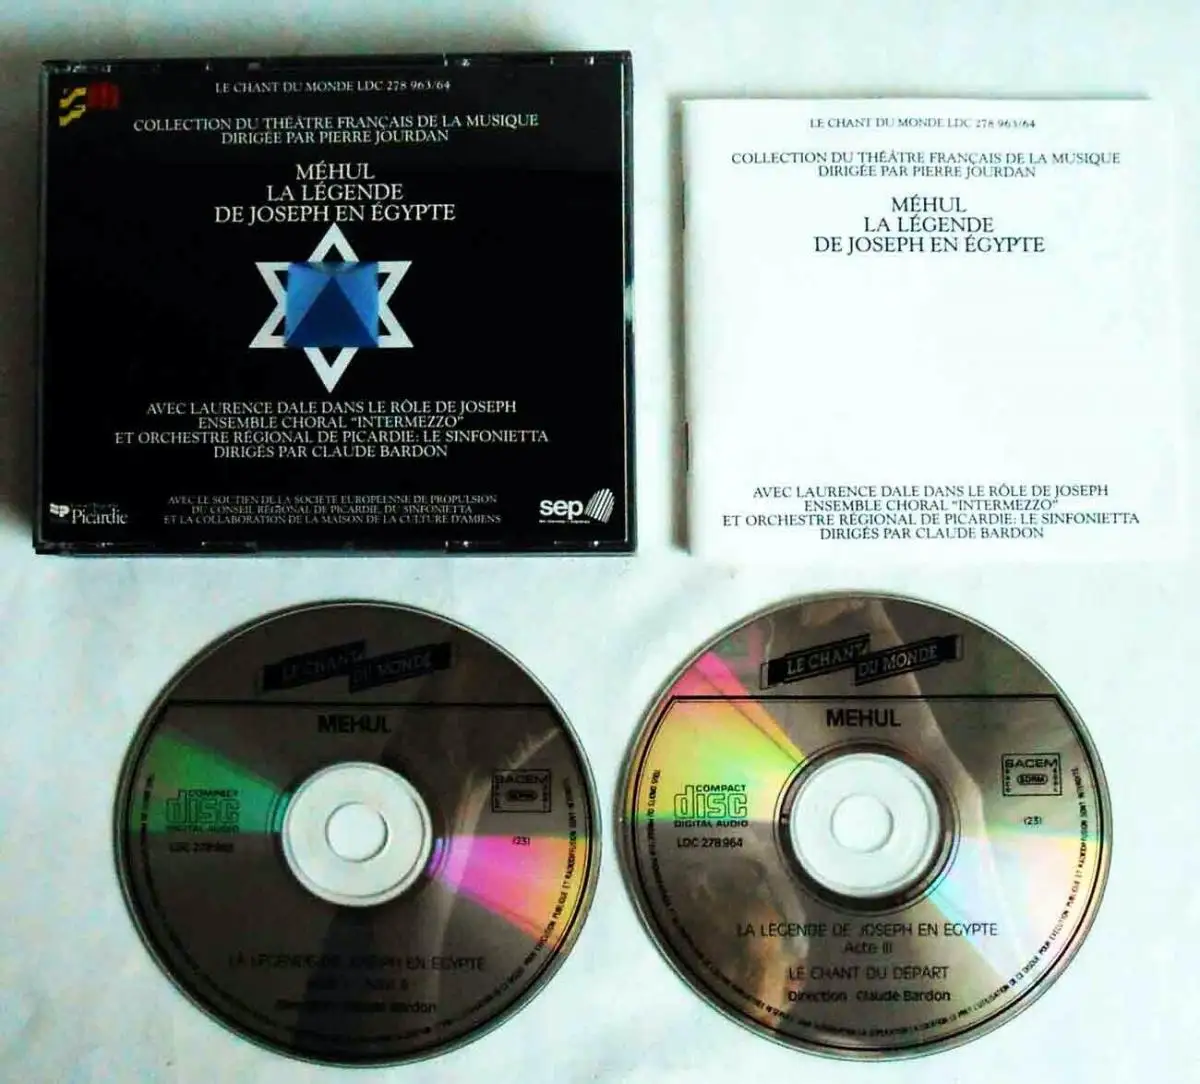 LE CHANT DU MONDE LDC 278 963/64
COLLECTION DU THÉÂTRE FRANÇAIS DE LA MUSIQUE
DIRIGÉE PAR PIERRE JOURDAN
MÉHUL
LA LÉGENDE
DE JOSEPH EN ÉGYPTE
AVEC LAURENCE DALE DANS LE RÔLE DE JOSEPH
ENSEMBLE CHORAL "INTERMEZZO"
ET ORCHESTRE RÉGIONAL DE PICARDIE: LE SINFONIETTA
DIRIGÉS PAR CLAUDE BARDON
AVEC LE SOUTIEN DE LA SOCIÉTÉ EUROPÉENNE DE PROPULSION
DU CONSEIL RÉGIONAL DE PICARDIE, DU SINFONIETTA
ET LA COLLABORATION DE LA MAISON DE LA CULTURE D'AMIENS
Picardie
sep
LE CHANT DU MONDE LDC 278 963/64
COLLECTION DU THÉÂTRE FRANÇAIS DE LA MUSIQUE
DIRIGÉE PAR PIERRE JOURDAN
MÉHUL
LA LÉGENDE
DE JOSEPH EN ÉGYPTE
AVEC LAURENCE DALE DANS LE RÔLE DE JOSEPH
ENSEMBLE CHORAL "INTERMEZZO"
ET ORCHESTRE RÉGIONAL DE PICARDIE: LE SINFONIETTA
DIRIGÉS PAR CLAUDE BARDON
LE CHANT
DU MONDE
MEHUL
COMPACT
disc
DIGITAL AUDIO
LDC 278 963
SACEM
SDRM
(23)
LA LEGENDE DE JOSEPH EN EGYPTE
Direction Claude Bardon
LE CHANT
DU MONDE
MEHUL
COMPACT
disc
DIGITAL AUDIO
LDC 278 964
SACEM
SDRM
(23)
LA LEGENDE DE JOSEPH EN EGYPTE
Acte III
LE CHANT DU DEPART
Direction Claude Bardon